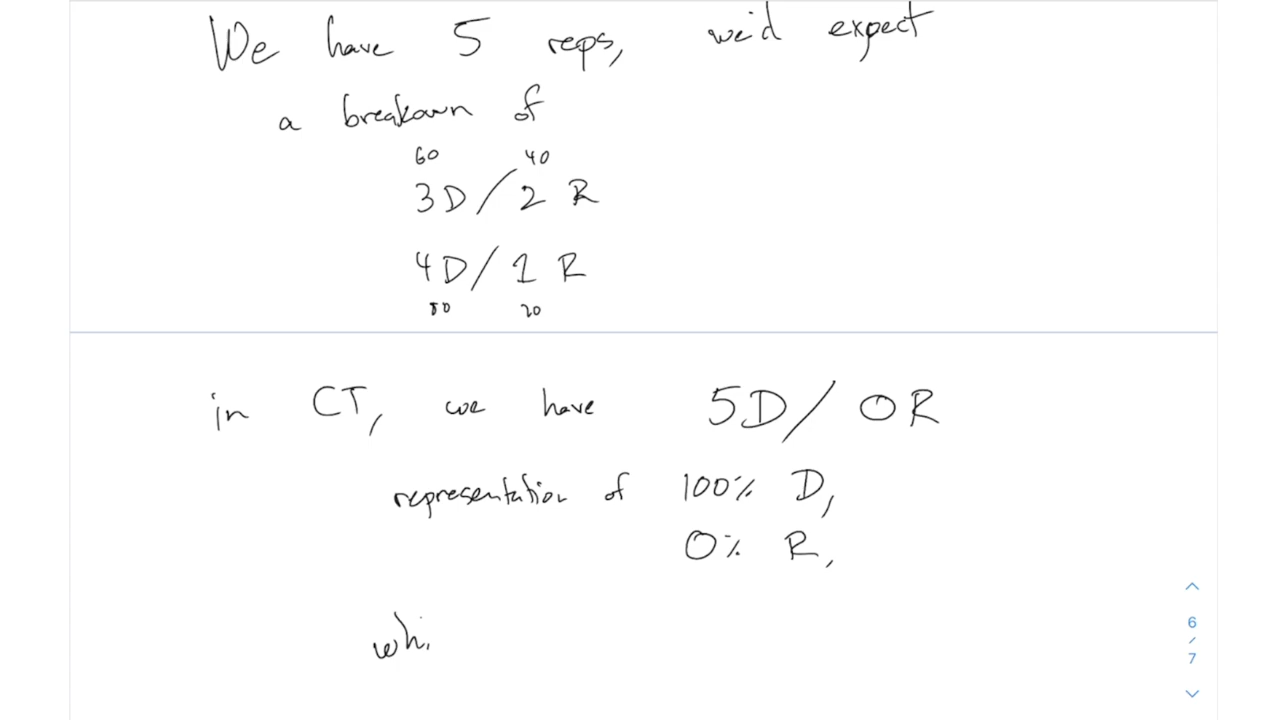 We have 5 reps, we'd expect
a breakown of
60 40
3D/2 R
4D/1 R
80 20
in CT, we have 5D/0R
representation of 100% D,
0% R,
whi
6
/
7